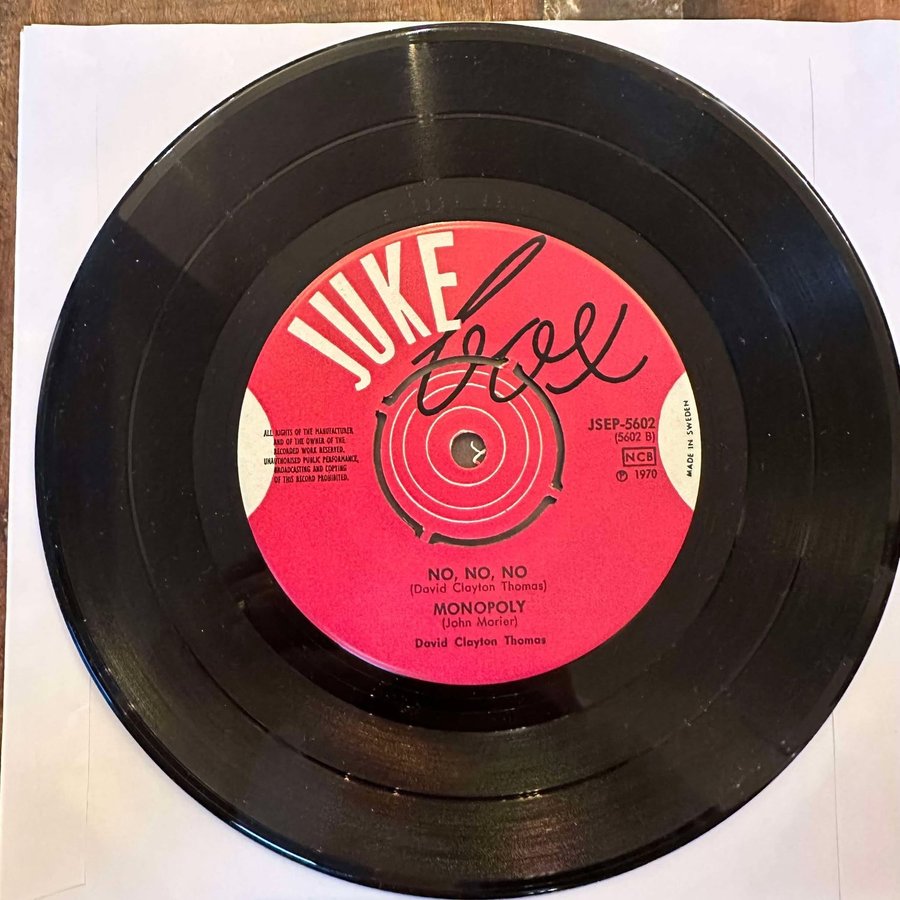 JUKE
box
ALL RIGHTS OF THE MANUFACTURER
AND OF THE OWNER OF THE
RECORDED WORK RESERVED.
UNAUTHORISED PUBLIC PERFORMANCE,
BROADCASTING AND COPYING
OF THIS RECORD PROHIBITED.
JSEP-5602
(5602 B)
NCB
℗ 1970
MADE IN SWEDEN
NO, NO, NO
(David Clayton Thomas)
MONOPOLY
(John Morier)
David Clayton Thomas